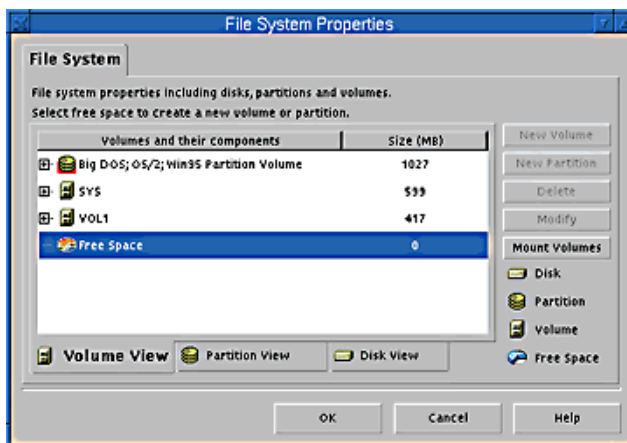 File System Properties
File System
File system properties including disks, partitions and volumes.
Select free space to create a new volume or partition.
Volumes and their components Size (MB)
Big DOS; OS/2; Win95 Partition Volume 1027
SYS 599
VOL1 417
Free Space 0
New Volume
New Partition
Delete
Modify
Mount Volumes
Disk
Partition
Volume
Free Space
Volume View Partition View Disk View
OK Cancel Help